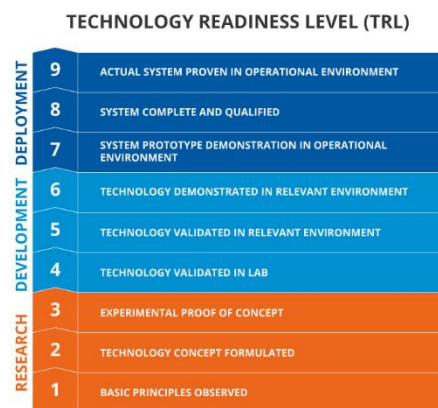 TECHNOLOGY READINESS LEVEL (TRL)
DEPLOYMENT
9 ACTUAL SYSTEM PROVEN IN OPERATIONAL ENVIRONMENT
8 SYSTEM COMPLETE AND QUALIFIED
7 SYSTEM PROTOTYPE DEMONSTRATION IN OPERATIONAL
ENVIRONMENT
DEVELOPMENT
6 TECHNOLOGY DEMONSTRATED IN RELEVANT ENVIRONMENT
5 TECHNOLOGY VALIDATED IN RELEVANT ENVIRONMENT
4 TECHNOLOGY VALIDATED IN LAB
RESEARCH
3 EXPERIMENTAL PROOF OF CONCEPT
2 TECHNOLOGY CONCEPT FORMULATED
1 BASIC PRINCIPLES OBSERVED